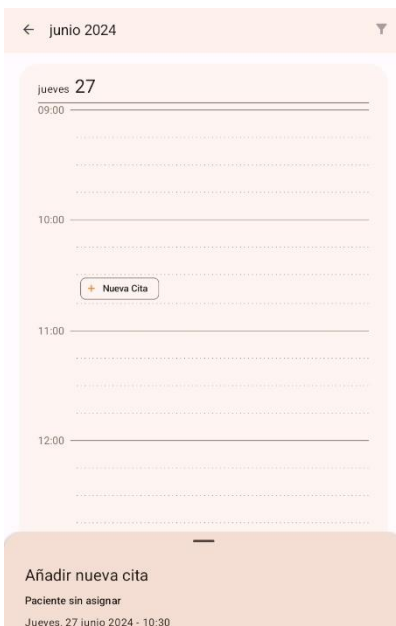 junio 2024
jueves 27
09:00
10:00
+ Nueva Cita
11:00
12:00
Añadir nueva cita
Paciente sin asignar
Jueves, 27 junio 2024 - 10:30